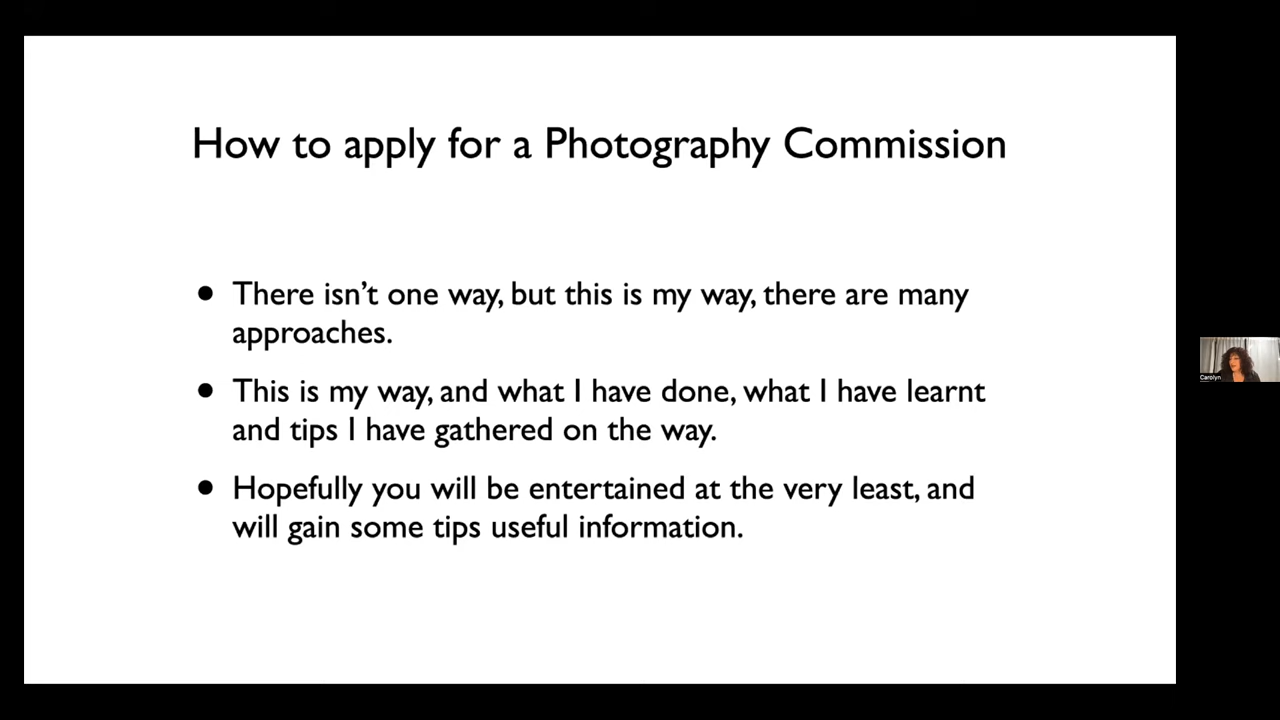 How to apply for a Photography Commission
• There isn't one way, but this is my way, there are many
approaches.
• This is my way, and what I have done, what I have learnt
and tips I have gathered on the way.
• Hopefully you will be entertained at the very least, and
will gain some tips useful information.
Carolyn